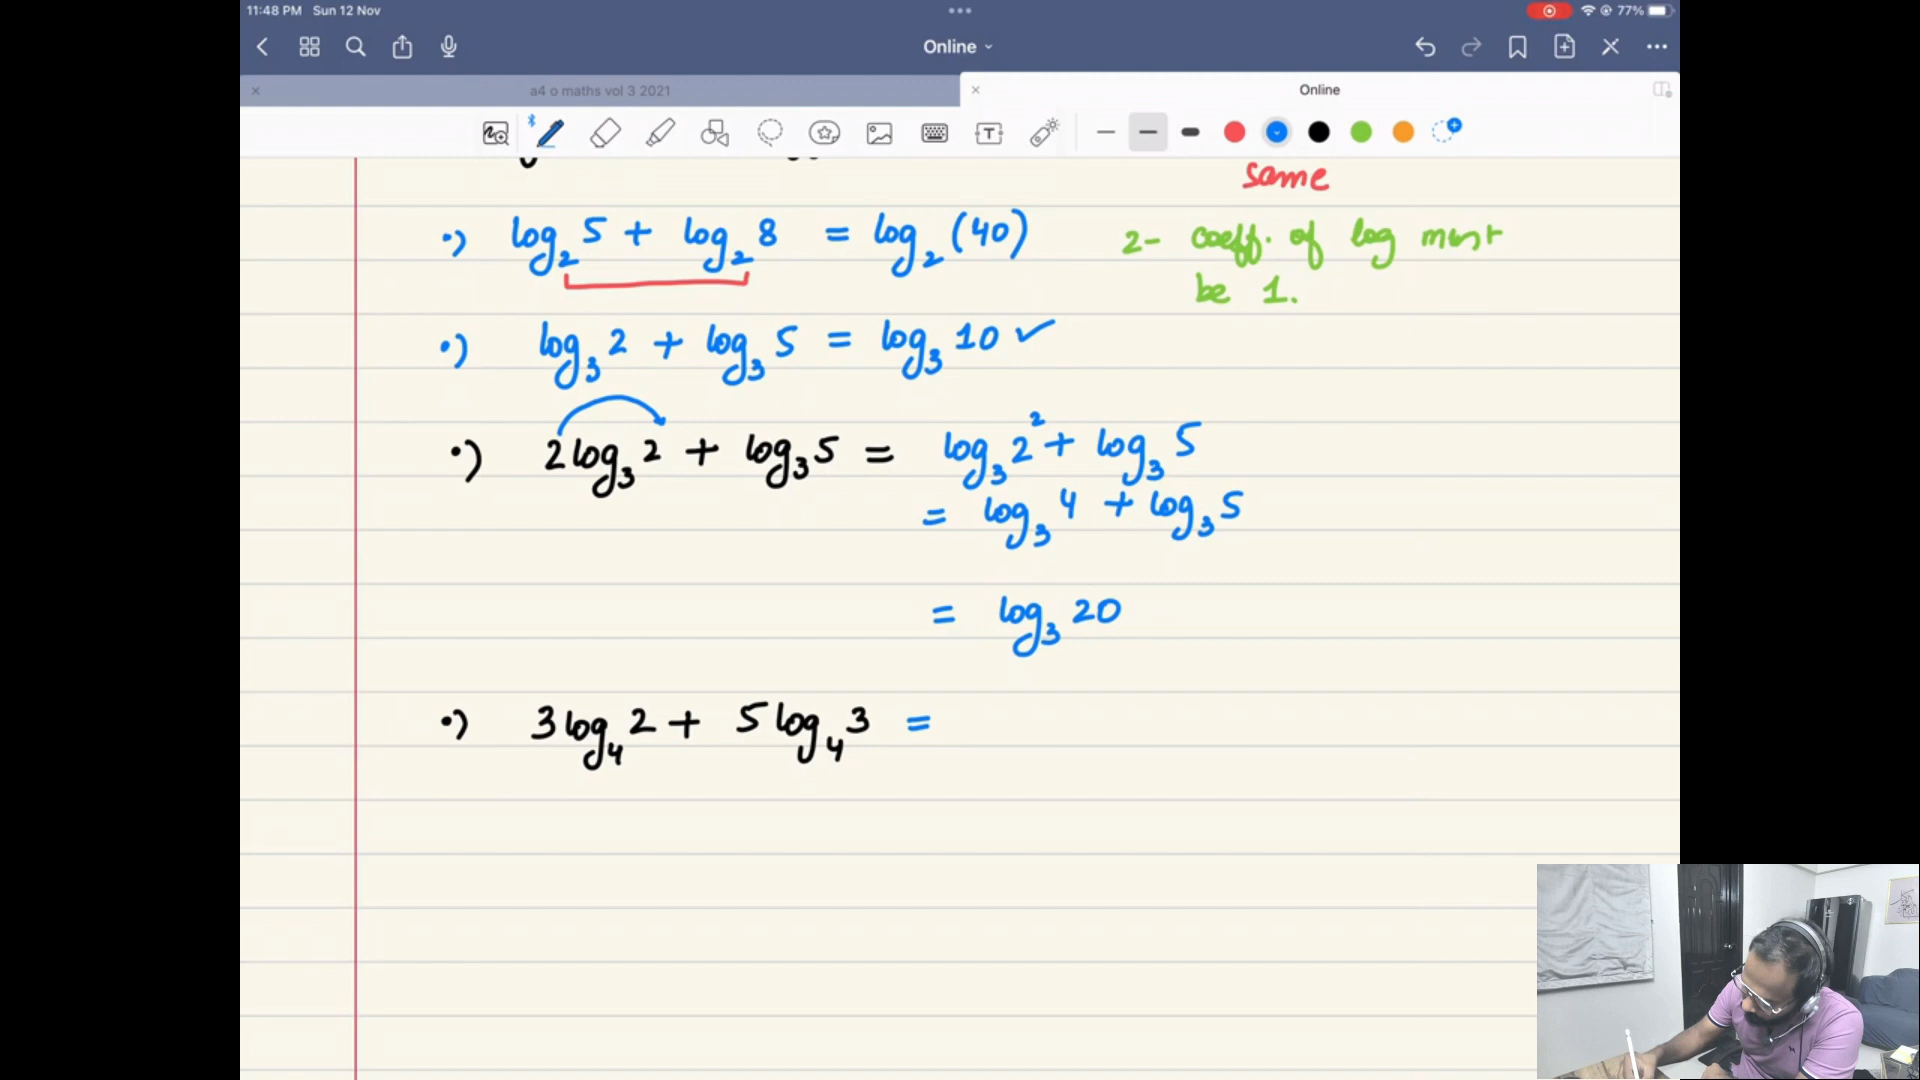 11:48 PM Sun 12 Nov 77%
Online
a4 o maths vol 3 2021
Online
same
•) log₂5 + log₂8 = log₂(40)
2- coeff. of log must
be 1.
•) log₃2 + log₃5 = log₃10 ✓
•) 2log₃2 + log₃5 = log₃2² + log₃5
= log₃4 + log₃5
= log₃20
•) 3log₄2 + 5log₄3 =